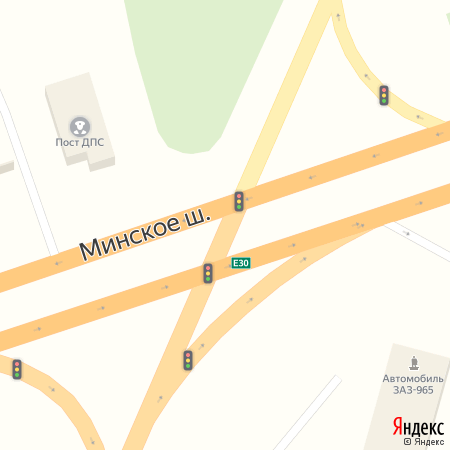 Пост ДПС
Минское ш.
E30
Автомобиль
ЗАЗ-965
Яндекс
© Яндекс